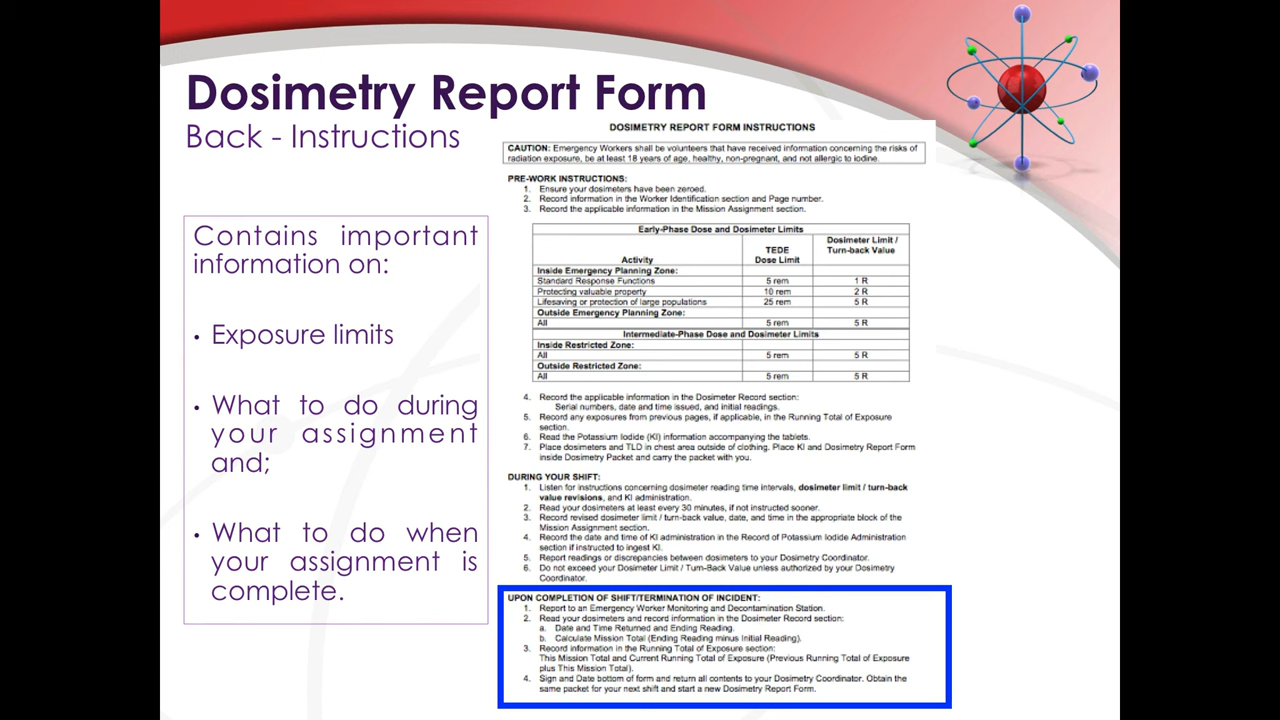 Dosimetry Report Form
Back - Instructions
Contains important
information on:
• Exposure limits
• What to do during
your assignment
and;
• What to do when
your assignment is
complete.
DOSIMETRY REPORT FORM INSTRUCTIONS
CAUTION: Emergency Workers shall be volunteers that have received information concerning the risks of
radiation exposure, be at least 18 years of age, healthy, non-pregnant, and not allergic to iodine.
PRE-WORK INSTRUCTIONS:
1. Ensure your dosimeters have been zeroed.
2. Record information in the Worker Identification section and Page number.
3. Record the applicable information in the Mission Assignment section.
Early-Phase Dose and Dosimeter Limits
Activity TEDE Dose Limit Dosimeter Limit / Turn-back Value
Inside Emergency Planning Zone:
Standard Response Functions 5 rem 1 R
Protecting valuable property 10 rem 2 R
Lifesaving or protection of large populations 25 rem 5 R
Outside Emergency Planning Zone:
All 5 rem 5 R
Intermediate-Phase Dose and Dosimeter Limits
Inside Restricted Zone:
All 5 rem 5 R
Outside Restricted Zone:
All 5 rem 5 R
4. Record the applicable information in the Dosimeter Record section:
Serial numbers, date and time issued, and initial readings.
5. Record any exposures from previous pages, if applicable, in the Running Total of Exposure
section.
6. Read the Potassium Iodide (KI) information accompanying the tablets.
7. Place dosimeters and TLD in chest area outside of clothing. Place KI and Dosimetry Report Form
inside Dosimetry Packet and carry the packet with you.
DURING YOUR SHIFT:
1. Listen for instructions concerning dosimeter reading time intervals, dosimeter limit / turn-back
value revisions, and KI administration.
2. Read your dosimeters at least every 30 minutes, if not instructed sooner.
3. Record revised dosimeter limit / turn-back value, date, and time in the appropriate block of the
Mission Assignment section.
4. Record the date and time of KI administration in the Record of Potassium Iodide Administration
section if instructed to ingest KI.
5. Report readings or discrepancies between dosimeters to your Dosimetry Coordinator.
6. Do not exceed your Dosimeter Limit / Turn-Back Value unless authorized by your Dosimetry
Coordinator.
UPON COMPLETION OF SHIFT/TERMINATION OF INCIDENT:
1. Report to an Emergency Worker Monitoring and Decontamination Station.
2. Read your dosimeters and record information in the Dosimeter Record section:
a. Date and Time Returned and Ending Reading.
b. Calculate Mission Total (Ending Reading minus Initial Reading).
3. Record information in the Running Total of Exposure section:
This Mission Total and Current Running Total of Exposure (Previous Running Total of Exposure
plus This Mission Total).
4. Sign and Date bottom of form and return all contents to your Dosimetry Coordinator. Obtain the
same packet for your next shift and start a new Dosimetry Report Form.